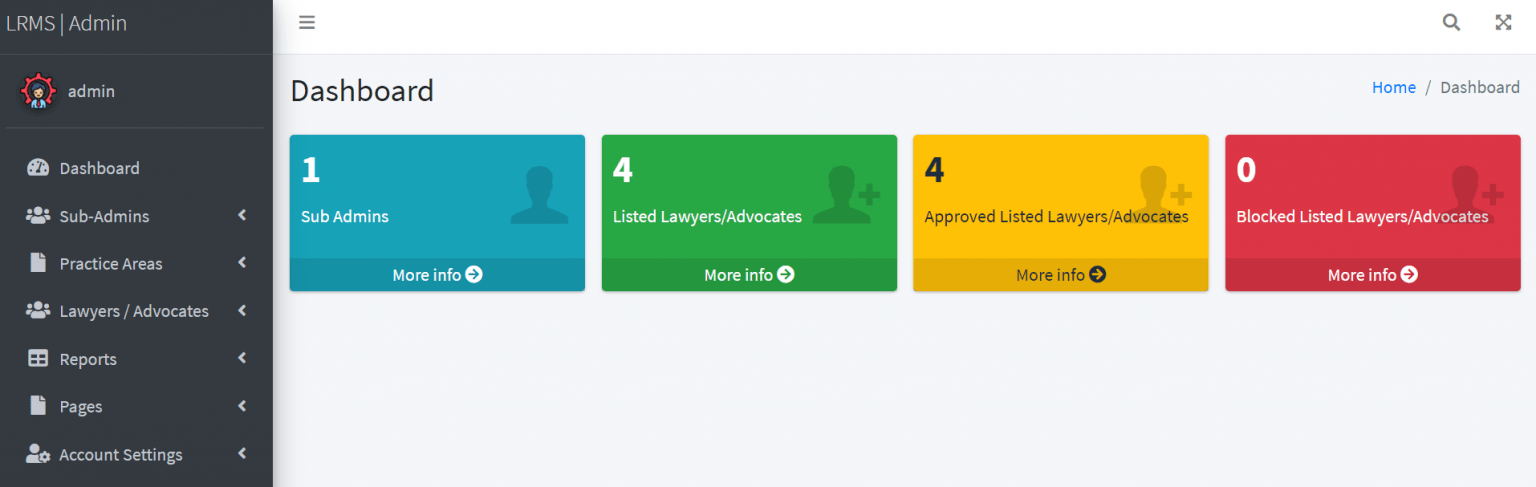 LRMS | Admin
admin
Dashboard
Sub-Admins
Practice Areas
Lawyers / Advocates
Reports
Pages
Account Settings
Dashboard
Home / Dashboard
1
Sub Admins
More info
4
Listed Lawyers/Advocates
More info
4
Approved Listed Lawyers/Advocates
More info
0
Blocked Listed Lawyers/Advocates
More info